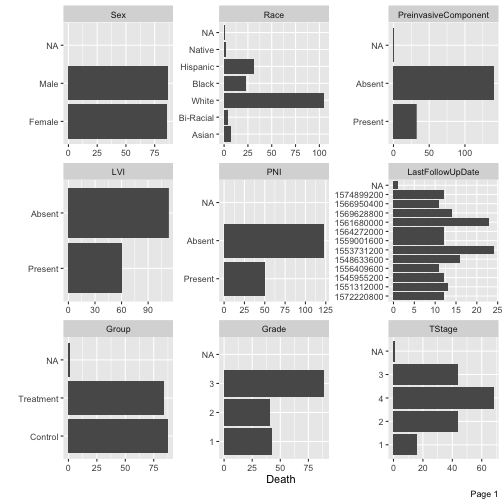 Sex
NA
Male
Female
0 25 50 75
Race
NA
Native
Hispanic
Black
White
Bi-Racial
Asian
0 25 50 75 100
PreinvasiveComponent
NA
Absent
Present
0 50 100
LVI
Absent
Present
0 30 60 90
PNI
NA
Absent
Present
0 25 50 75 100 125
LastFollowUpDate
NA
1574899200
1566950400
1569628800
1561680000
1564272000
1559001600
1553731200
1548633600
1556409600
1545955200
1551312000
1572220800
0 5 10 15 20 25
Group
NA
Treatment
Control
0 25 50 75
Grade
NA
3
2
1
0 25 50 75
TStage
NA
3
4
2
1
0 20 40 60
Death
Page 1